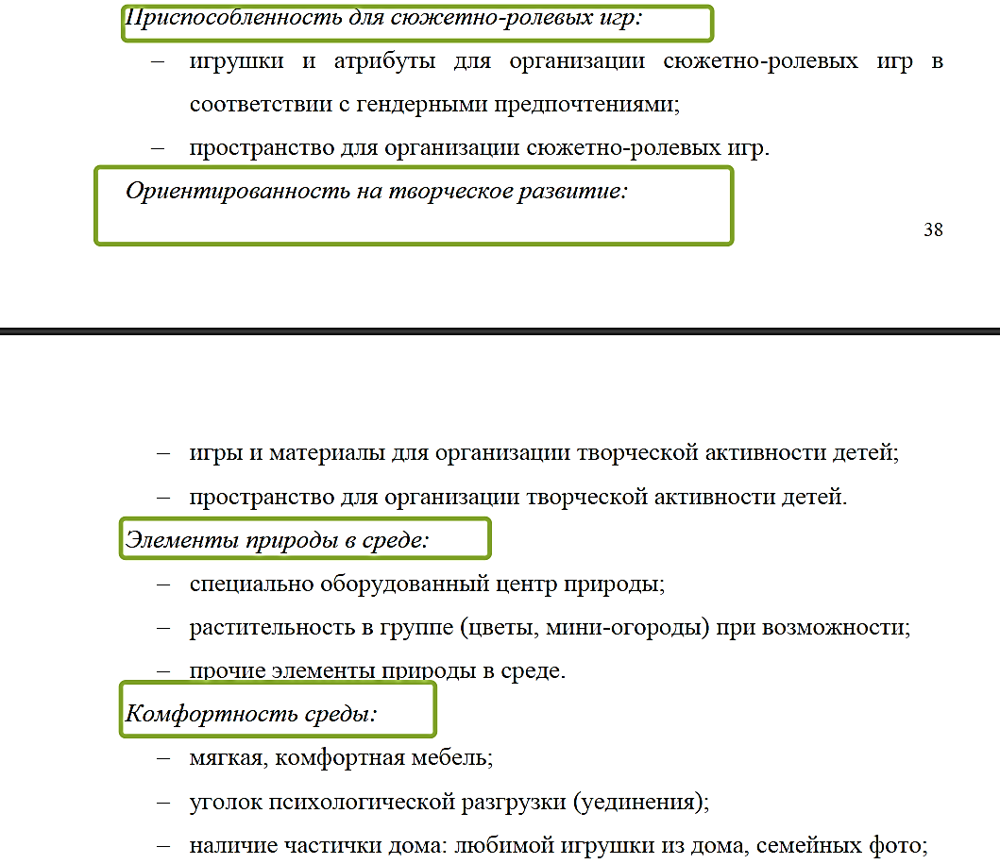 Приспособленность для сюжетно-ролевых игр:
– игрушки и атрибуты для организации сюжетно-ролевых игр в
соответствии с гендерными предпочтениями;
– пространство для организации сюжетно-ролевых игр.
Ориентированность на творческое развитие:
38
– игры и материалы для организации творческой активности детей;
– пространство для организации творческой активности детей.
Элементы природы в среде:
– специально оборудованный центр природы;
– растительность в группе (цветы, мини-огороды) при возможности;
– прочие элементы природы в среде.
Комфортность среды:
– мягкая, комфортная мебель;
– уголок психологической разгрузки (уединения);
– наличие частички дома: любимой игрушки из дома, семейных фото;